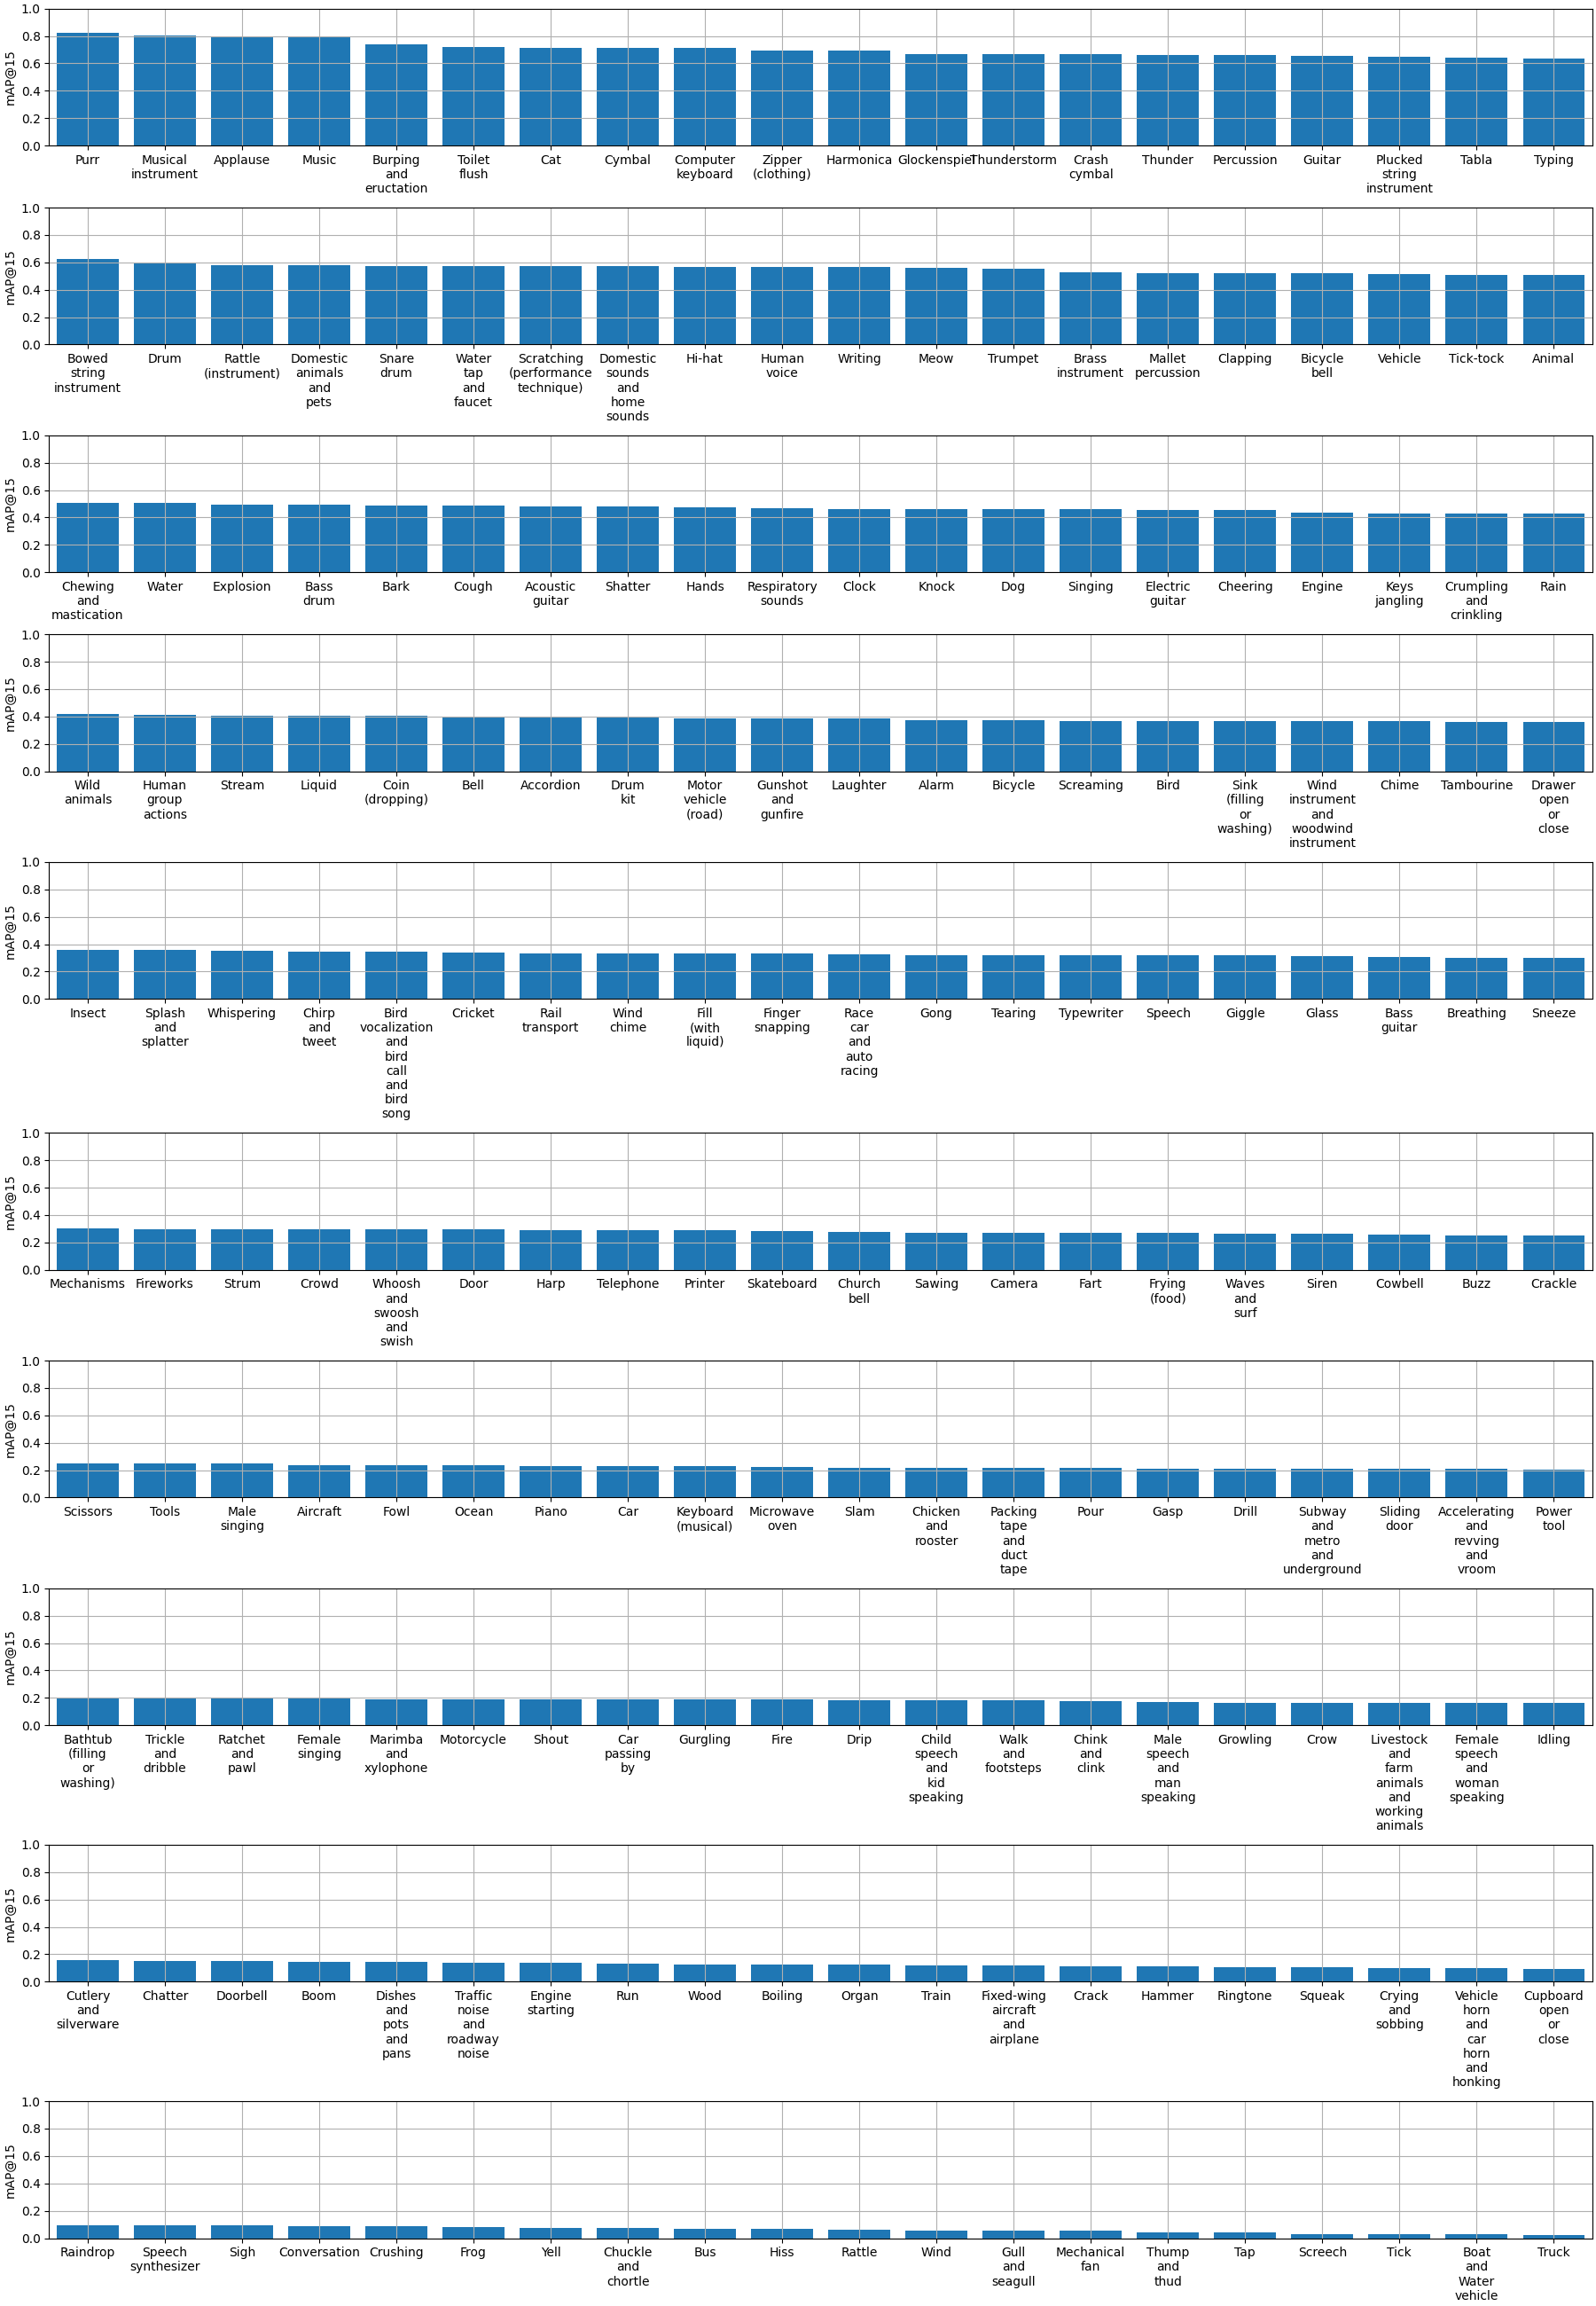 1.0
0.8
0.6
0.4
0.2
0.0
mAP@15
Purr Musical Applause Music Burping Toilet Cat Cymbal Computer Zipper Harmonica Glockenspiel Thunderstorm Crash Thunder Percussion Guitar Plucked Tabla Typing
instrument and flush keyboard (clothing) cymbal string
eructation instrument
1.0
0.8
0.6
0.4
0.2
0.0
mAP@15
Bowed Drum Rattle Domestic Snare Water Scratching Domestic Hi-hat Human Writing Meow Trumpet Brass Mallet Clapping Bicycle Vehicle Tick-tock Animal
string (instrument) animals drum tap (performance sounds voice instrument percussion bell
instrument and and technique) and
pets faucet home
sounds
1.0
0.8
0.6
0.4
0.2
0.0
mAP@15
Chewing Water Explosion Bass Bark Cough Acoustic Shatter Hands Respiratory Clock Knock Dog Singing Electric Cheering Engine Keys Crumpling Rain
and drum guitar sounds guitar jangling and
mastication crinkling
1.0
0.8
0.6
0.4
0.2
0.0
mAP@15
Wild Human Stream Liquid Coin Bell Accordion Drum Motor Gunshot Laughter Alarm Bicycle Screaming Bird Sink Wind Chime Tambourine Drawer
animals group (dropping) kit vehicle and (filling instrument open
actions (road) gunfire or and or
washing) woodwind close
instrument
1.0
0.8
0.6
0.4
0.2
0.0
mAP@15
Insect Splash Whispering Chirp Bird Cricket Rail Wind Fill Finger Race Gong Tearing Typewriter Speech Giggle Glass Bass Breathing Sneeze
and and vocalization transport chime (with snapping car guitar
splatter tweet and liquid) and
bird auto
call racing
and
bird
song
1.0
0.8
0.6
0.4
0.2
0.0
mAP@15
Mechanisms Fireworks Strum Crowd Whoosh Door Harp Telephone Printer Skateboard Church Sawing Camera Fart Frying Waves Siren Cowbell Buzz Crackle
and bell (food) and
swoosh surf
and
swish
1.0
0.8
0.6
0.4
0.2
0.0
mAP@15
Scissors Tools Male Aircraft Fowl Ocean Piano Car Keyboard Microwave Slam Chicken Packing Pour Gasp Drill Subway Sliding Accelerating Power
singing (musical) oven and tape and door and tool
rooster and metro revving
duct and and
tape underground vroom
1.0
0.8
0.6
0.4
0.2
0.0
mAP@15
Bathtub Trickle Ratchet Female Marimba Motorcycle Shout Car Gurgling Fire Drip Child Walk Chink Male Growling Crow Livestock Female Idling
(filling and and singing and passing speech and and speech and speech
or dribble pawl xylophone by and footsteps clink and farm and
washing) kid man animals woman
speaking speaking and speaking
working
animals
1.0
0.8
0.6
0.4
0.2
0.0
mAP@15
Cutlery Chatter Doorbell Boom Dishes Traffic Engine Run Wood Boiling Organ Train Fixed-wing Crack Hammer Ringtone Squeak Crying Vehicle Cupboard
and and noise starting aircraft and horn open
silverware pots and and sobbing and or
and roadway airplane car close
pans noise horn
and
honking
1.0
0.8
0.6
0.4
0.2
0.0
mAP@15
Raindrop Speech Sigh Conversation Crushing Frog Yell Chuckle Bus Hiss Rattle Wind Gull Mechanical Thump Tap Screech Tick Boat Truck
synthesizer and and fan and and
chortle seagull thud Water
vehicle